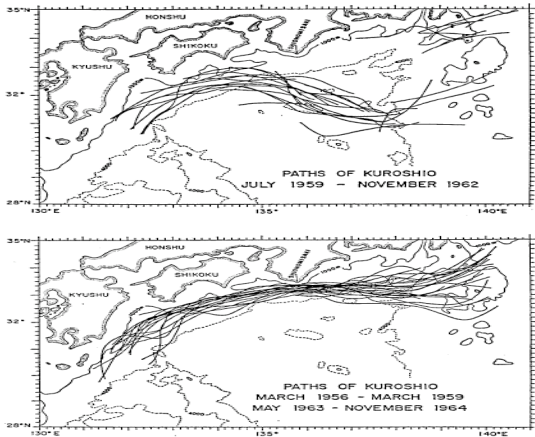 35°N
HONSHU
SHIKOKU
KYUSHU
32°
PATHS OF KUROSHIO
JULY 1959 - NOVEMBER 1962
28°N
130°E
135°
140°E
35°N
HONSHU
SHIKOKU
KYUSHU
32°
PATHS OF KUROSHIO
MARCH 1956 - MARCH 1959
MAY 1963 - NOVEMBER 1964
28°N
130°E
135°
140°E